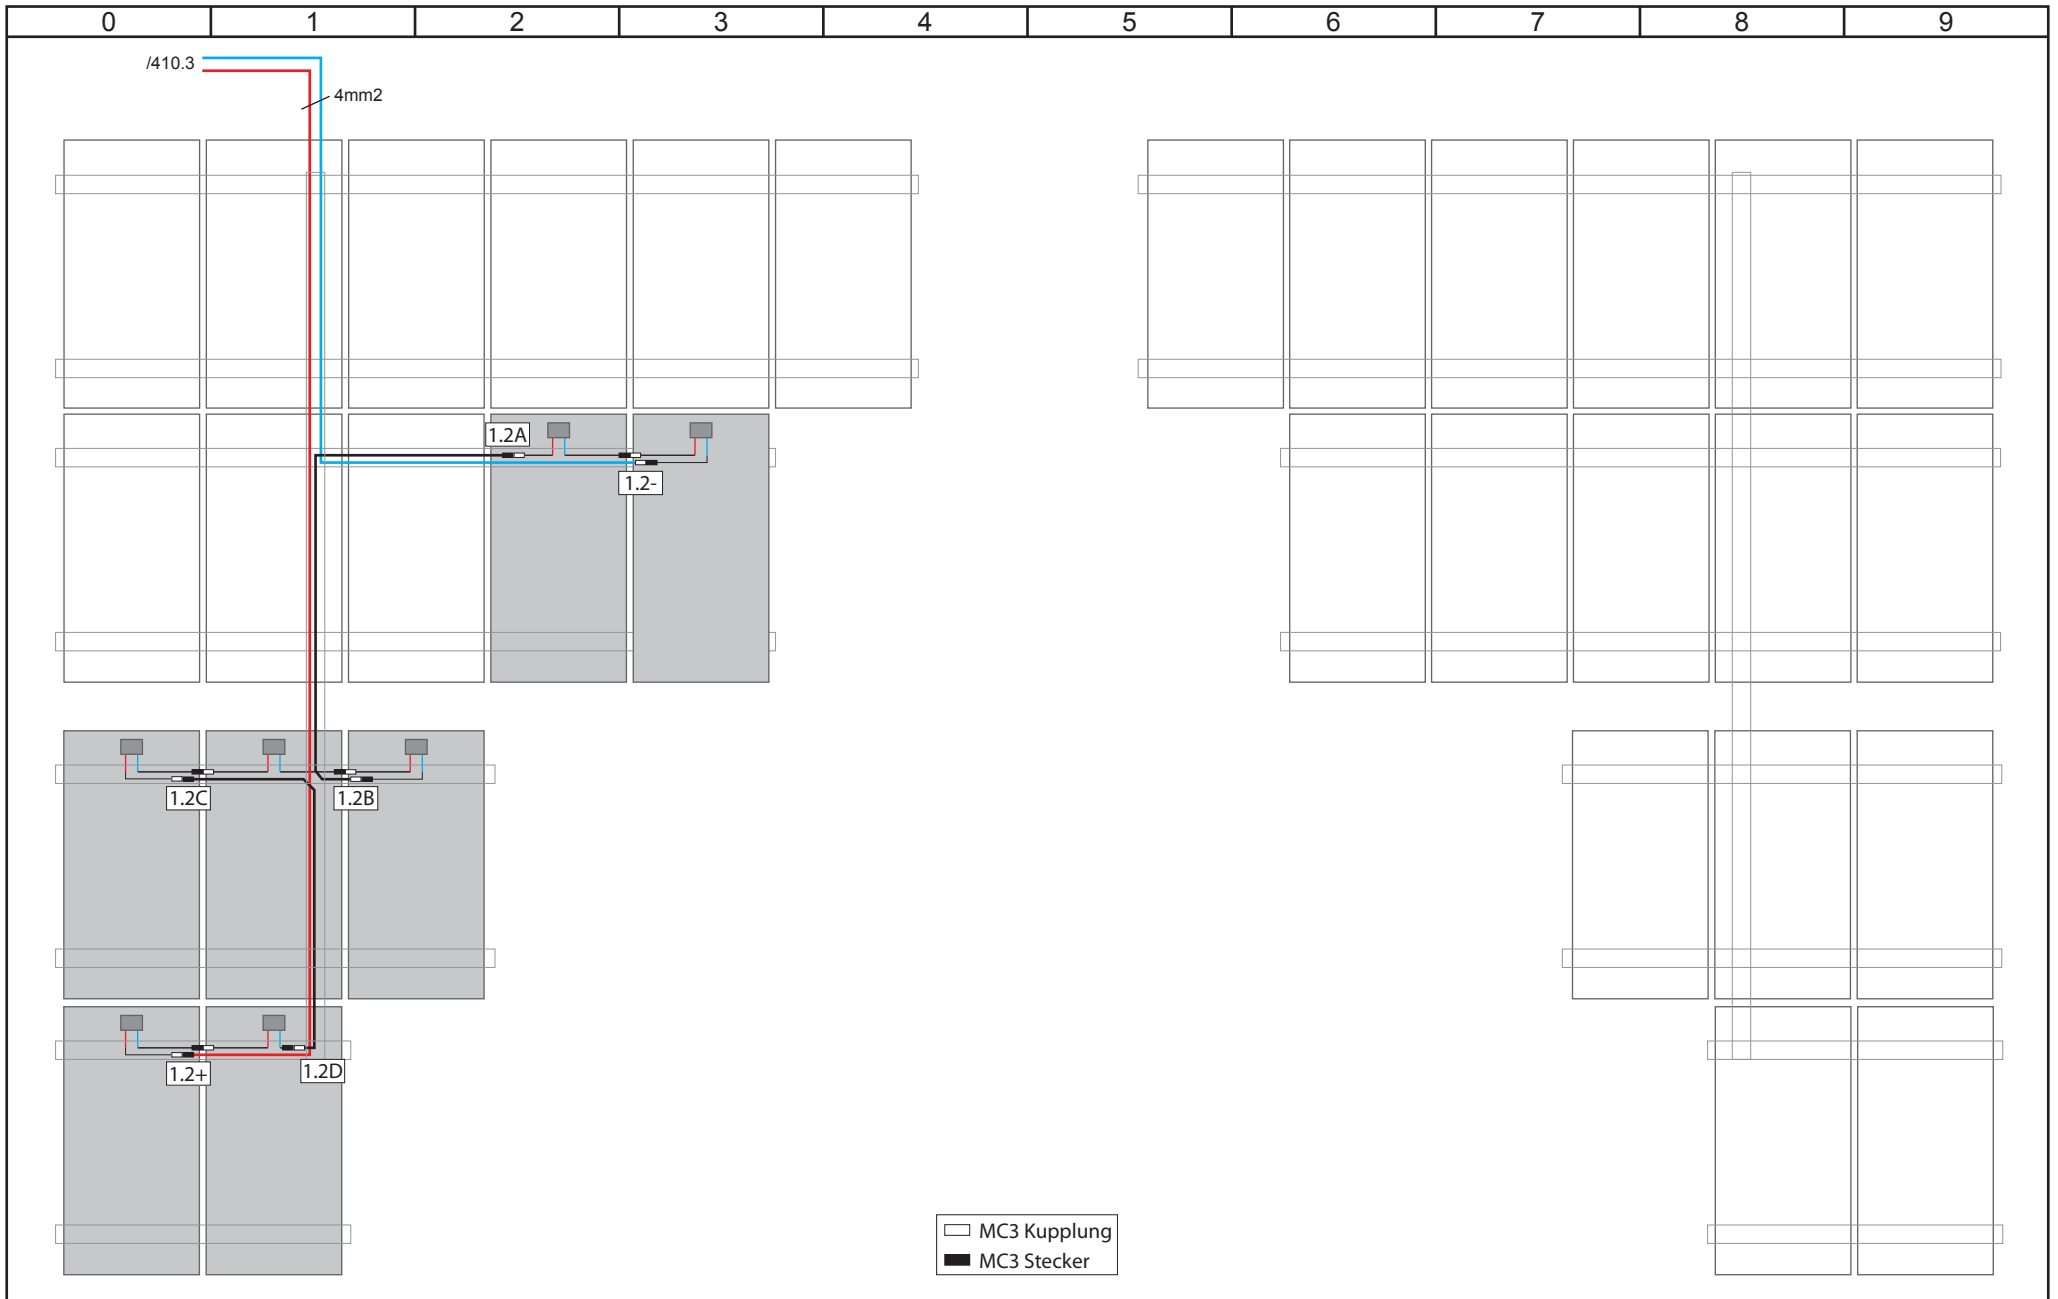 0 1 2 3 4 5 6 7 8 9
/410.3
4mm2
1.2A
1.2-
1.2C
1.2B
1.2+
1.2D
MC3 Kupplung
MC3 Stecker